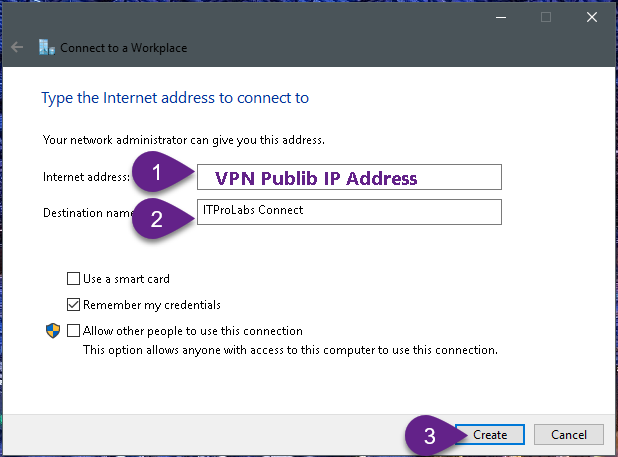 Connect to a Workplace
Type the Internet address to connect to
Your network administrator can give you this address.
Internet address: 1 VPN Publib IP Address
Destination name 2 ITProLabs Connect
Use a smart card
Remember my credentials
Allow other people to use this connection
This option allows anyone with access to this computer to use this connection.
3 Create Cancel